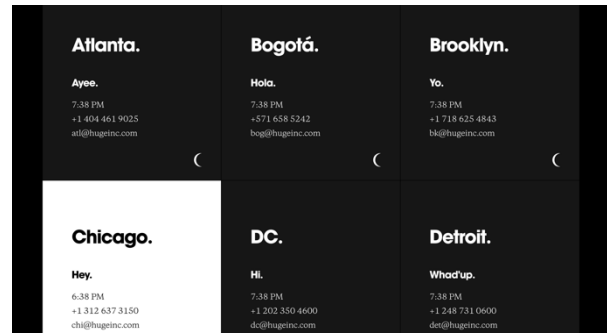 Atlanta.
Ayee.
7:38 PM
+1 404 461 9025
atl@hugeinc.com
Bogotá.
Hola.
7:38 PM
+571 658 5242
bog@hugeinc.com
Brooklyn.
Yo.
7:38 PM
+1 718 625 4843
bk@hugeinc.com
Chicago.
Hey.
6:38 PM
+1 312 637 3150
chi@hugeinc.com
DC.
Hi.
7:38 PM
+1 202 350 4600
dc@hugeinc.com
Detroit.
Whad'up.
7:38 PM
+1 248 731 0600
det@hugeinc.com